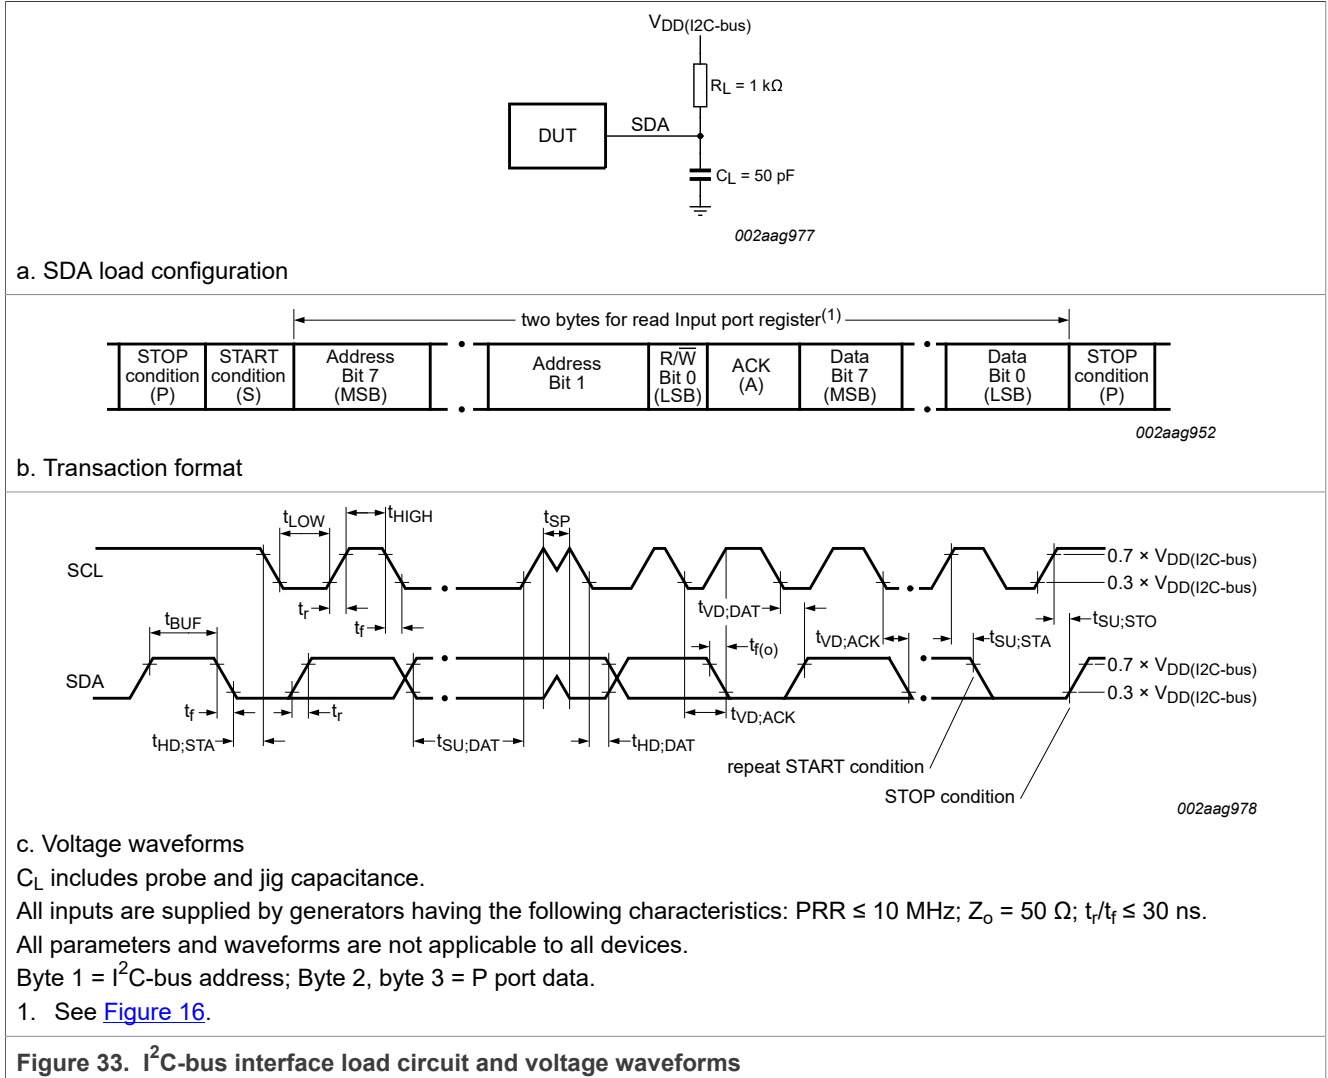 VDD(I2C-bus)
RL = 1 kΩ
DUT
SDA
CL = 50 pF
002aag977
a. SDA load configuration
two bytes for read Input port register(1)
STOP condition (P)
START condition (S)
Address Bit 7 (MSB)
Address Bit 1
R/W̅ Bit 0 (LSB)
ACK (A)
Data Bit 7 (MSB)
Data Bit 0 (LSB)
STOP condition (P)
002aag952
b. Transaction format
tLOW
tHIGH
tSP
SCL
0.7 × VDD(I2C-bus)
0.3 × VDD(I2C-bus)
tr
tf
tBUF
tVD;DAT
tVD;ACK
tf(o)
tSU;STA
tSU;STO
SDA
0.7 × VDD(I2C-bus)
0.3 × VDD(I2C-bus)
tf
tr
tVD;ACK
tHD;STA
tSU;DAT
tHD;DAT
repeat START condition
STOP condition
002aag978
c. Voltage waveforms
CL includes probe and jig capacitance.
All inputs are supplied by generators having the following characteristics: PRR ≤ 10 MHz; Zo = 50 Ω; tr/tf ≤ 30 ns.
All parameters and waveforms are not applicable to all devices.
Byte 1 = I²C-bus address; Byte 2, byte 3 = P port data.
1. See Figure 16.
Figure 33. I²C-bus interface load circuit and voltage waveforms